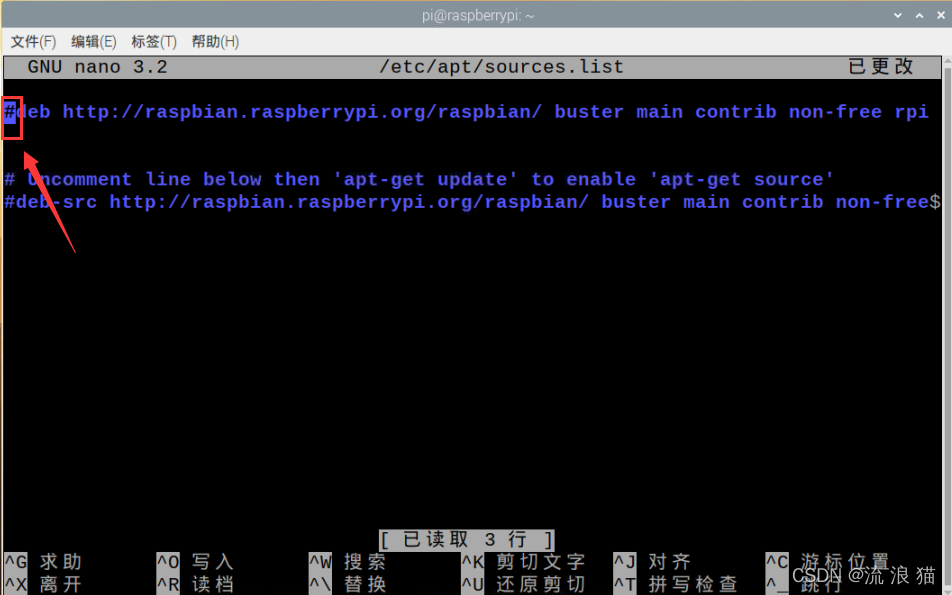 pi@raspberrypi: ~
文件(F) 编辑(E) 标签(T) 帮助(H)
GNU nano 3.2 /etc/apt/sources.list 已更改
#deb http://raspbian.raspberrypi.org/raspbian/ buster main contrib non-free rpi
# Uncomment line below then 'apt-get update' to enable 'apt-get source'
#deb-src http://raspbian.raspberrypi.org/raspbian/ buster main contrib non-free$
[ 已读取 3 行 ]
^G 求助 ^O 写入 ^W 搜索 ^K 剪切文字 ^J 对齐 ^C 游标位置
^X 离开 ^R 读档 ^\ 替换 ^U 还原剪切 ^T 拼写检查 ^_ 跳行
CSDN @流浪猫